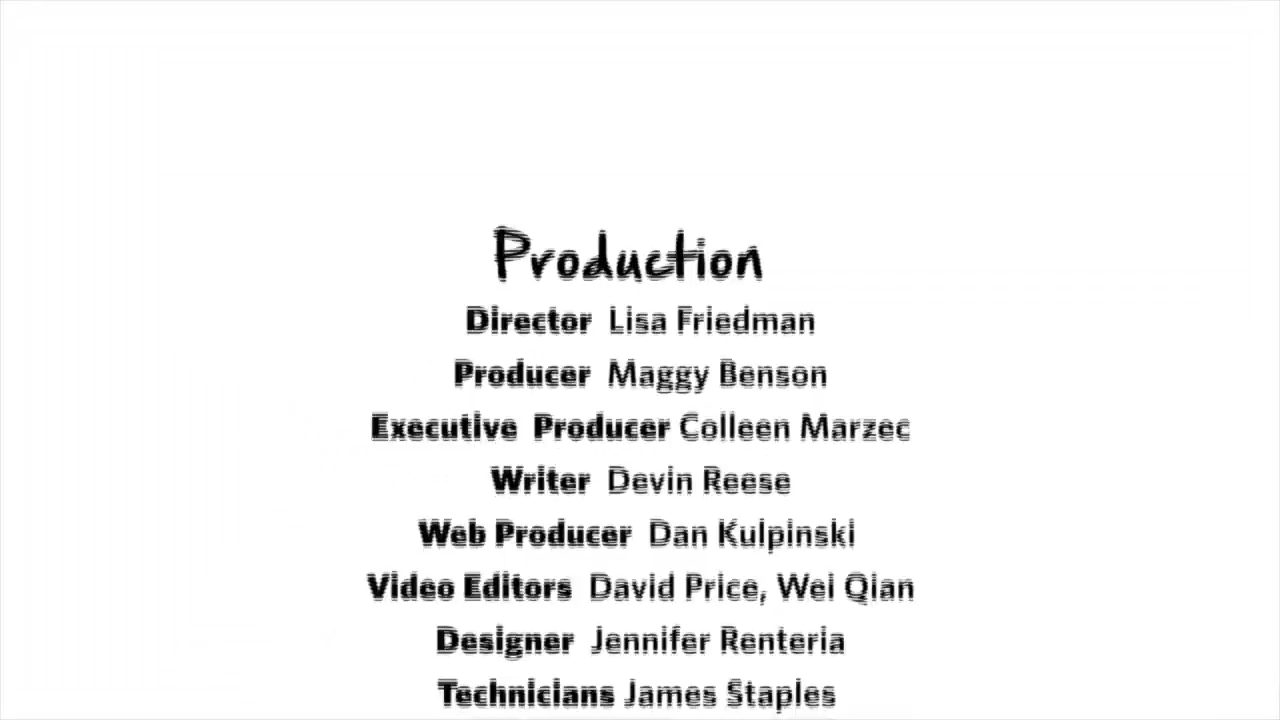 Production
Director Lisa Friedman
Producer Maggy Benson
Executive Producer Colleen Marzec
Writer Devin Reese
Web Producer Dan Kulpinski
Video Editors David Price, Wei Qian
Designer Jennifer Renteria
Technicians James Staples